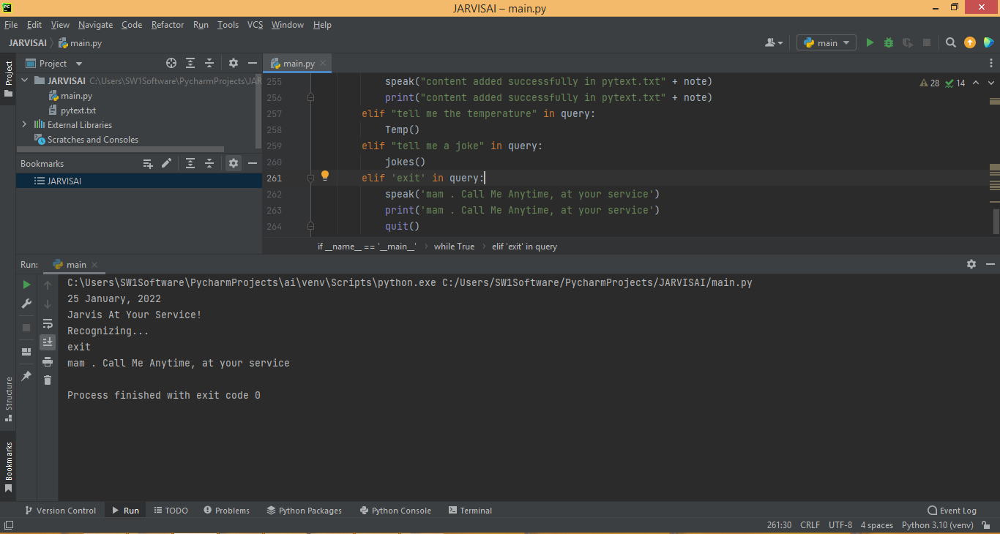 PC
JARVISAI – main.py
File Edit View Navigate Code Refactor Run Tools VCS Window Help
JARVISAI main.py
main
Project
Project
main.py
JARVISAI C:\Users\SW1Software\PycharmProjects\JAR
main.py
pytext.txt
External Libraries
Scratches and Consoles
Bookmarks
JARVISAI
28 14
255 speak("content added successfully in pytext.txt" + note)
256 print("content added successfully in pytext.txt" + note)
257 elif "tell me the temperature" in query:
258 Temp()
259 elif "tell me a joke" in query:
260 jokes()
261 elif 'exit' in query:
262 speak('mam . Call Me Anytime, at your service')
263 print('mam . Call Me Anytime, at your service')
264 quit()
if __name__ == '__main__' while True elif 'exit' in query
Run: main
C:\Users\SW1Software\PycharmProjects\ai\venv\Scripts\python.exe C:/Users/SW1Software/PycharmProjects/JARVISAI/main.py
25 January, 2022
Jarvis At Your Service!
Recognizing...
exit
mam . Call Me Anytime, at your service
Process finished with exit code 0
Structure
Bookmarks
Version Control Run TODO Problems Python Packages Python Console Terminal Event Log
261:30 CRLF UTF-8 4 spaces Python 3.10 (venv)